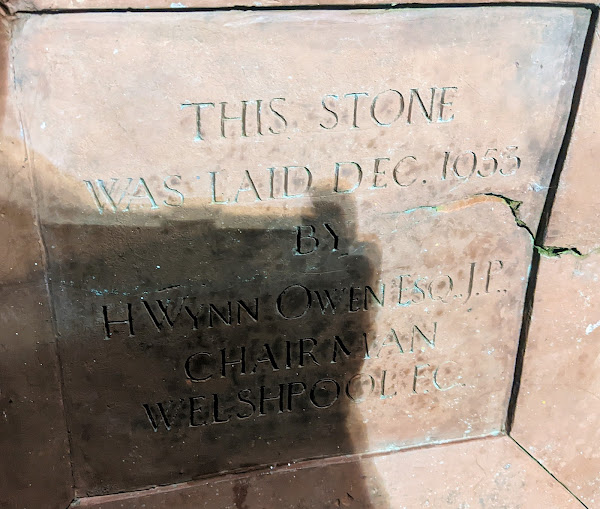 THIS STONE
WAS LAID DEC. 1953
BY
H WYNN OWEN ESQ. J.P.
CHAIRMAN
WELSHPOOL F.C.